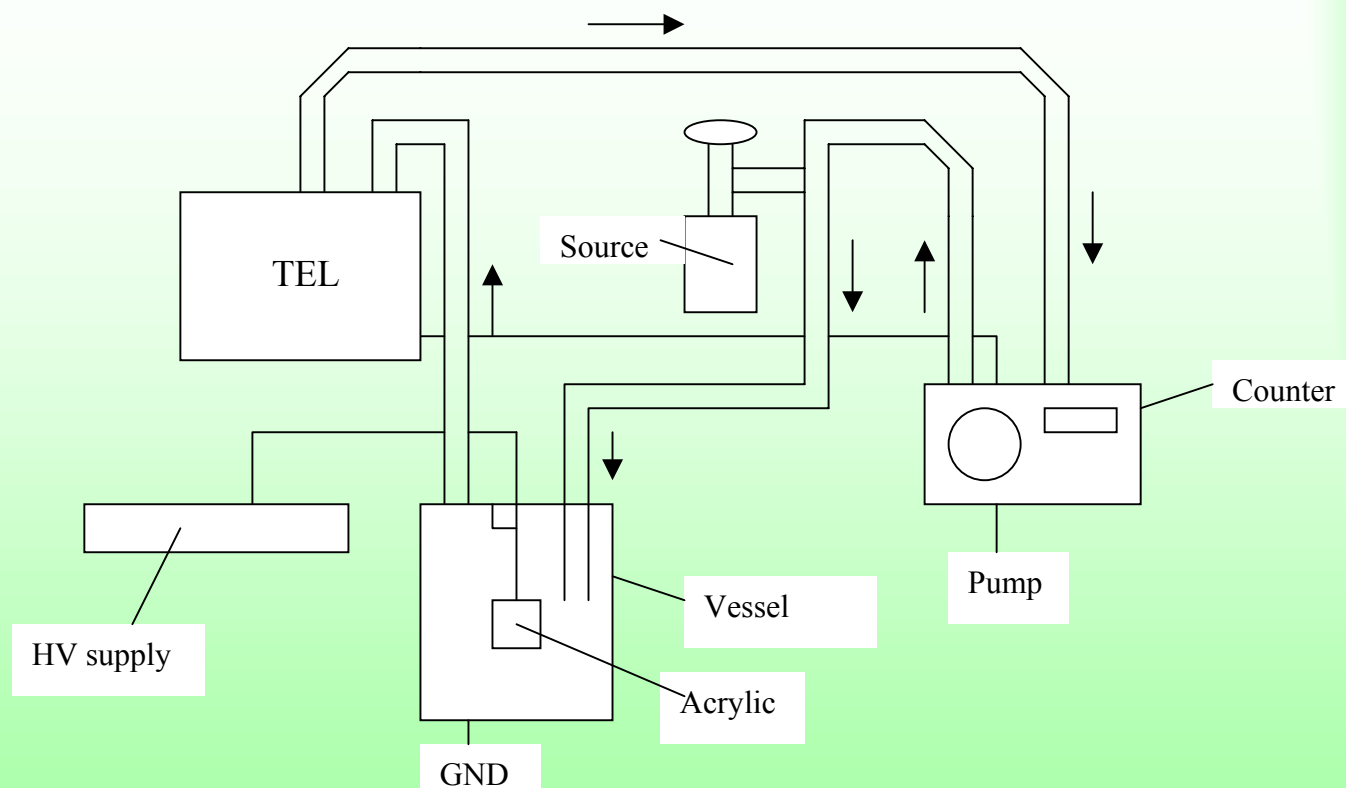 TEL
Source
Counter
Pump
Vessel
HV supply
Acrylic
GND